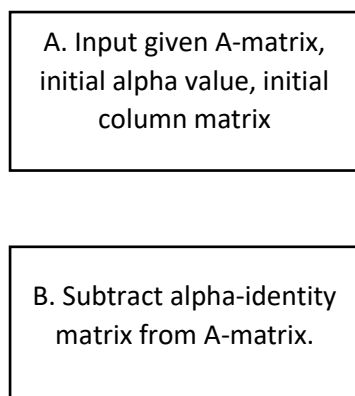 A. Input given A-matrix,
initial alpha value, initial
column matrix
B. Subtract alpha-identity
matrix from A-matrix.